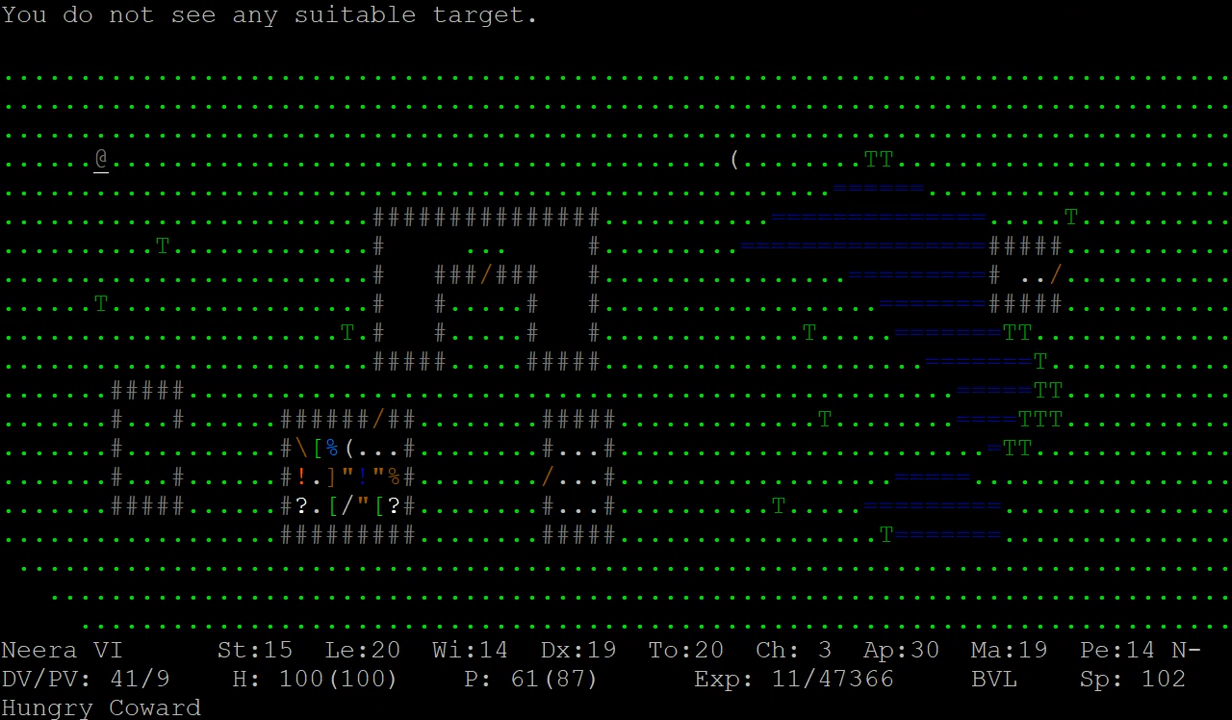 You do not see any suitable target.
Neera VI St:15 Le:20 Wi:14 Dx:19 To:20 Ch: 3 Ap:30 Ma:19 Pe:14 N-
DV/PV: 41/9 H: 100(100) P: 61(87) Exp: 11/47366 BVL Sp: 102
Hungry Coward